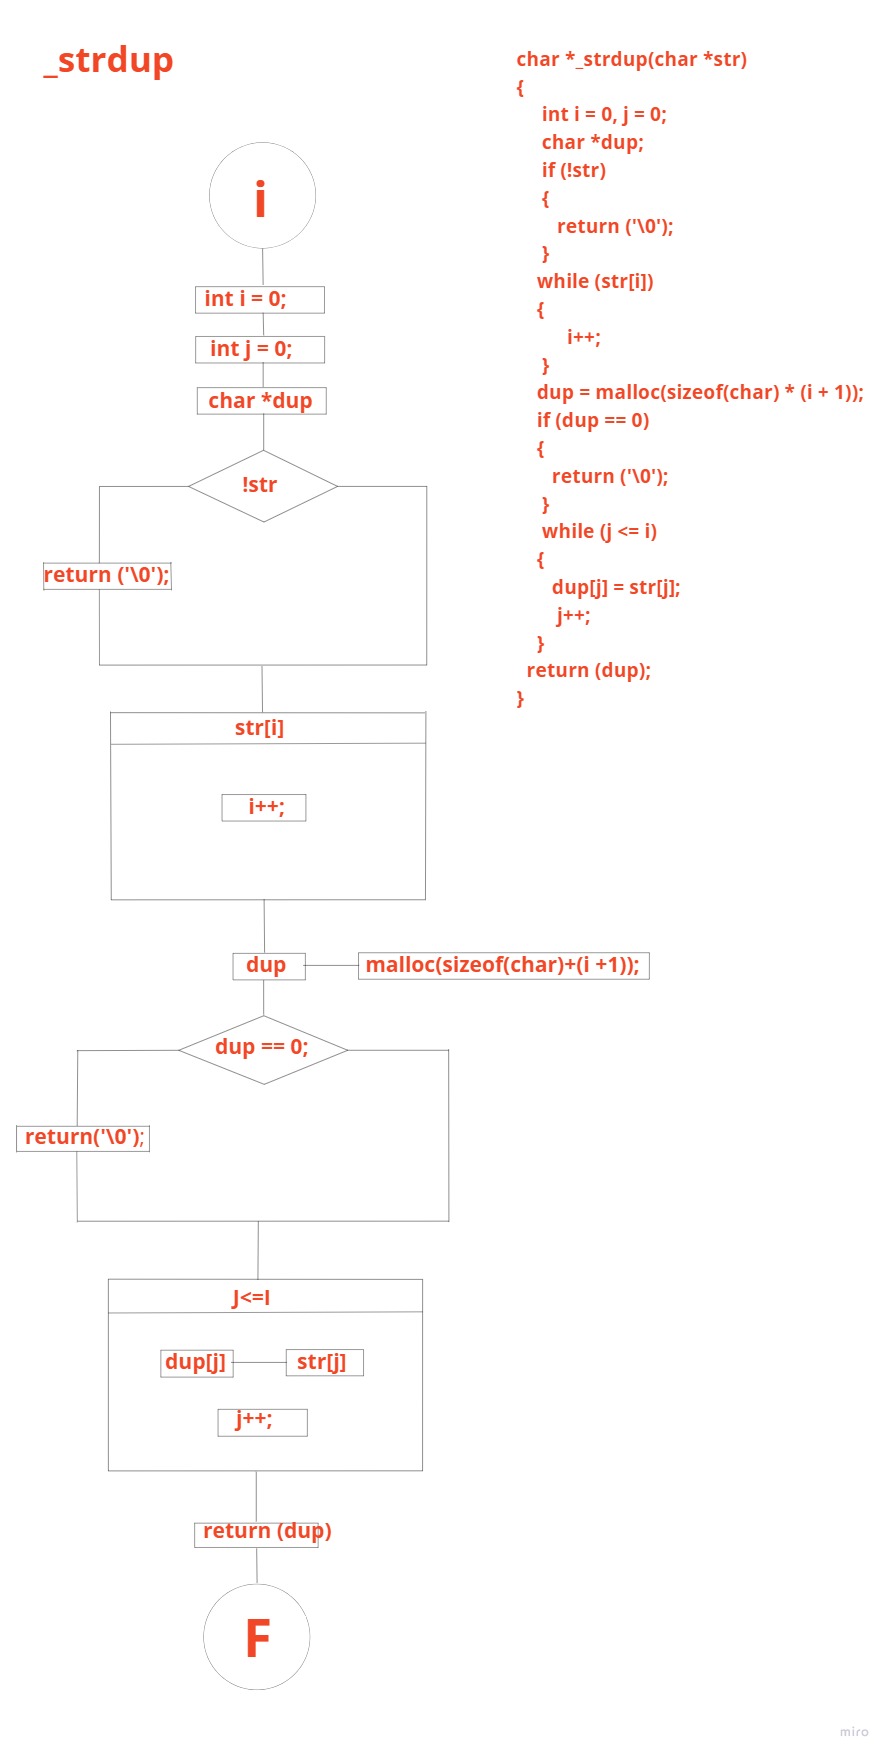 _strdup
i
int i = 0;
int j = 0;
char *dup
!str
return ('\0');
str[i]
i++;
dup
malloc(sizeof(char)+(i +1));
dup == 0;
return('\0');
J<=I
dup[j]
str[j]
j++;
return (dup)
F
char *_strdup(char *str)
{
int i = 0, j = 0;
char *dup;
if (!str)
{
return ('\0');
}
while (str[i])
{
i++;
}
dup = malloc(sizeof(char) * (i + 1));
if (dup == 0)
{
return ('\0');
}
while (j <= i)
{
dup[j] = str[j];
j++;
}
return (dup);
}
miro